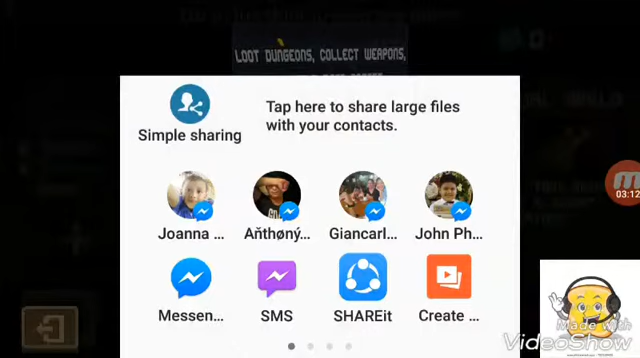 LOOT DUNGEONS, COLLECT WEAPONS,
Simple sharing
Tap here to share large files
with your contacts.
03:12
Joanna ...
Aňthøný...
Giancarl...
John Ph...
Messen...
SMS
SHAREit
Create ...
Made with
VideoShow